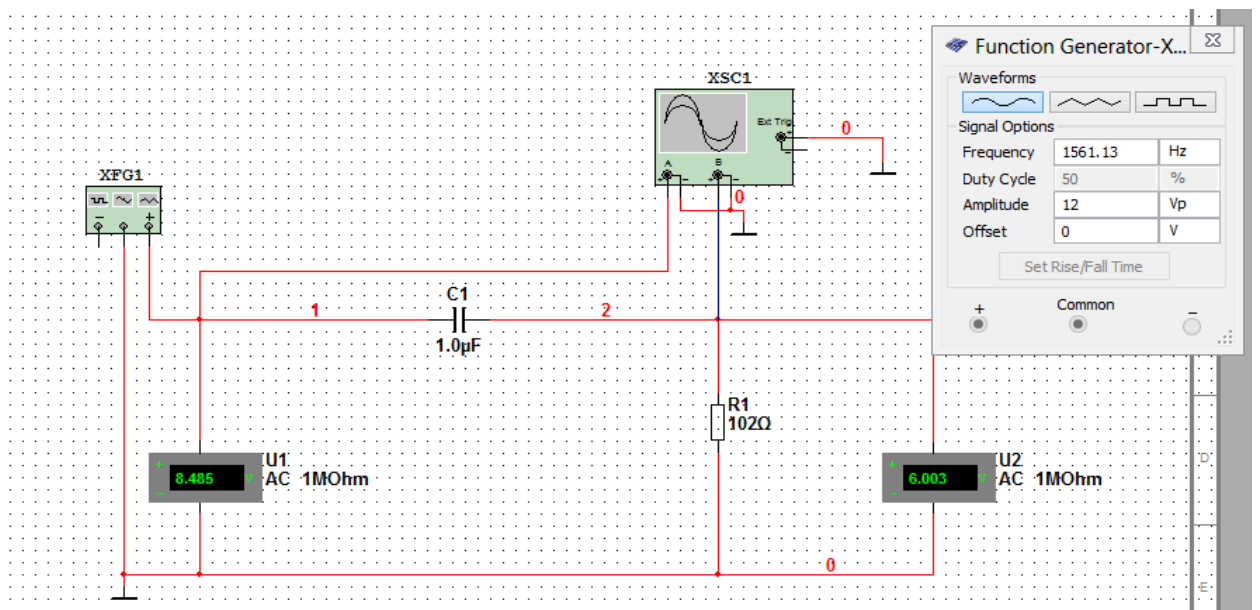 Function Generator-X...
Waveforms
Signal Options
Frequency 1561.13 Hz
Duty Cycle 50 %
Amplitude 12 Vp
Offset 0 V
Set Rise/Fall Time
+ Common −
XSC1
Ext Trig
+
−
0
A B
+ − + −
0
XFG1
− +
1
C1
1.0µF
2
R1
102Ω
U1
+ 8.485 V −
AC 1MOhm
U2
+ 6.003 V −
AC 1MOhm
0
D
E